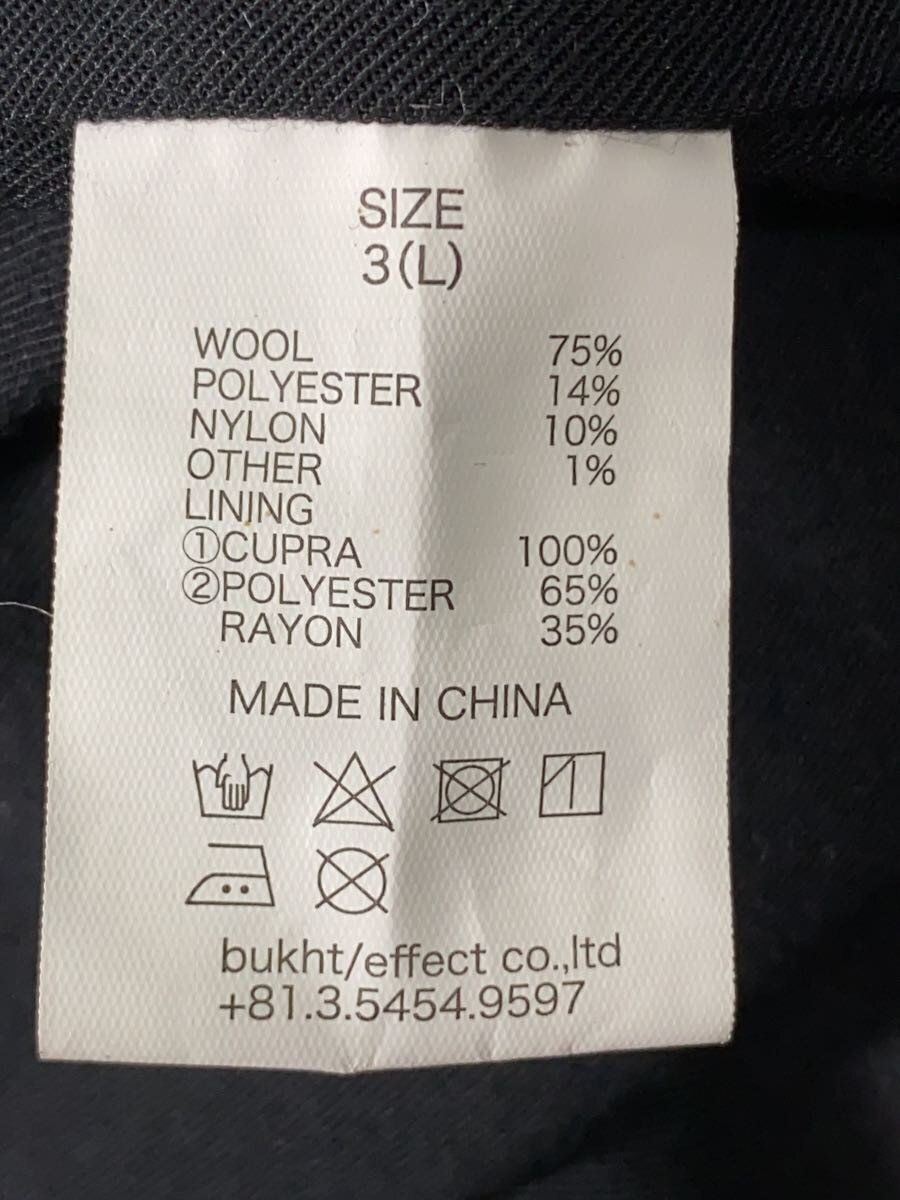 SIZE
3(L)
WOOL 75%
POLYESTER 14%
NYLON 10%
OTHER 1%
LINING
①CUPRA 100%
②POLYESTER 65%
RAYON 35%
MADE IN CHINA
bukht/effect co.,ltd
+81.3.5454.9597